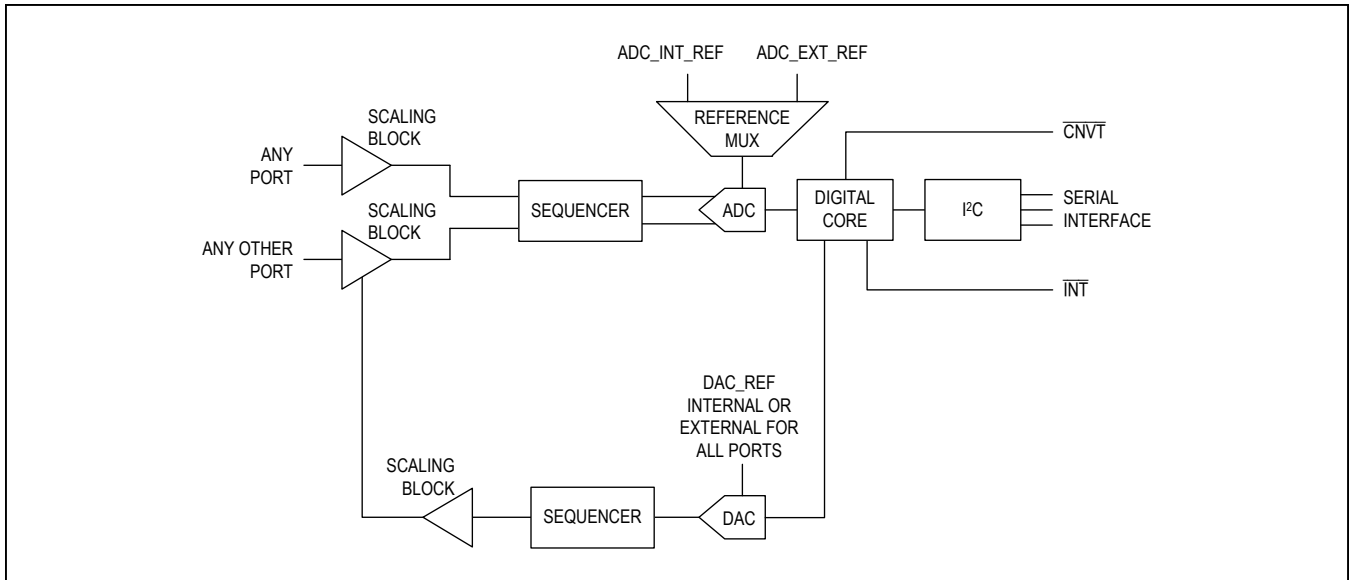 ADC_INT_REF
ADC_EXT_REF
REFERENCE
MUX
SCALING
BLOCK
ANY
PORT
SCALING
BLOCK
ANY OTHER
PORT
SEQUENCER
ADC
DIGITAL
CORE
I²C
CNVT
SERIAL
INTERFACE
INT
DAC_REF
INTERNAL OR
EXTERNAL FOR
ALL PORTS
SCALING
BLOCK
SEQUENCER
DAC